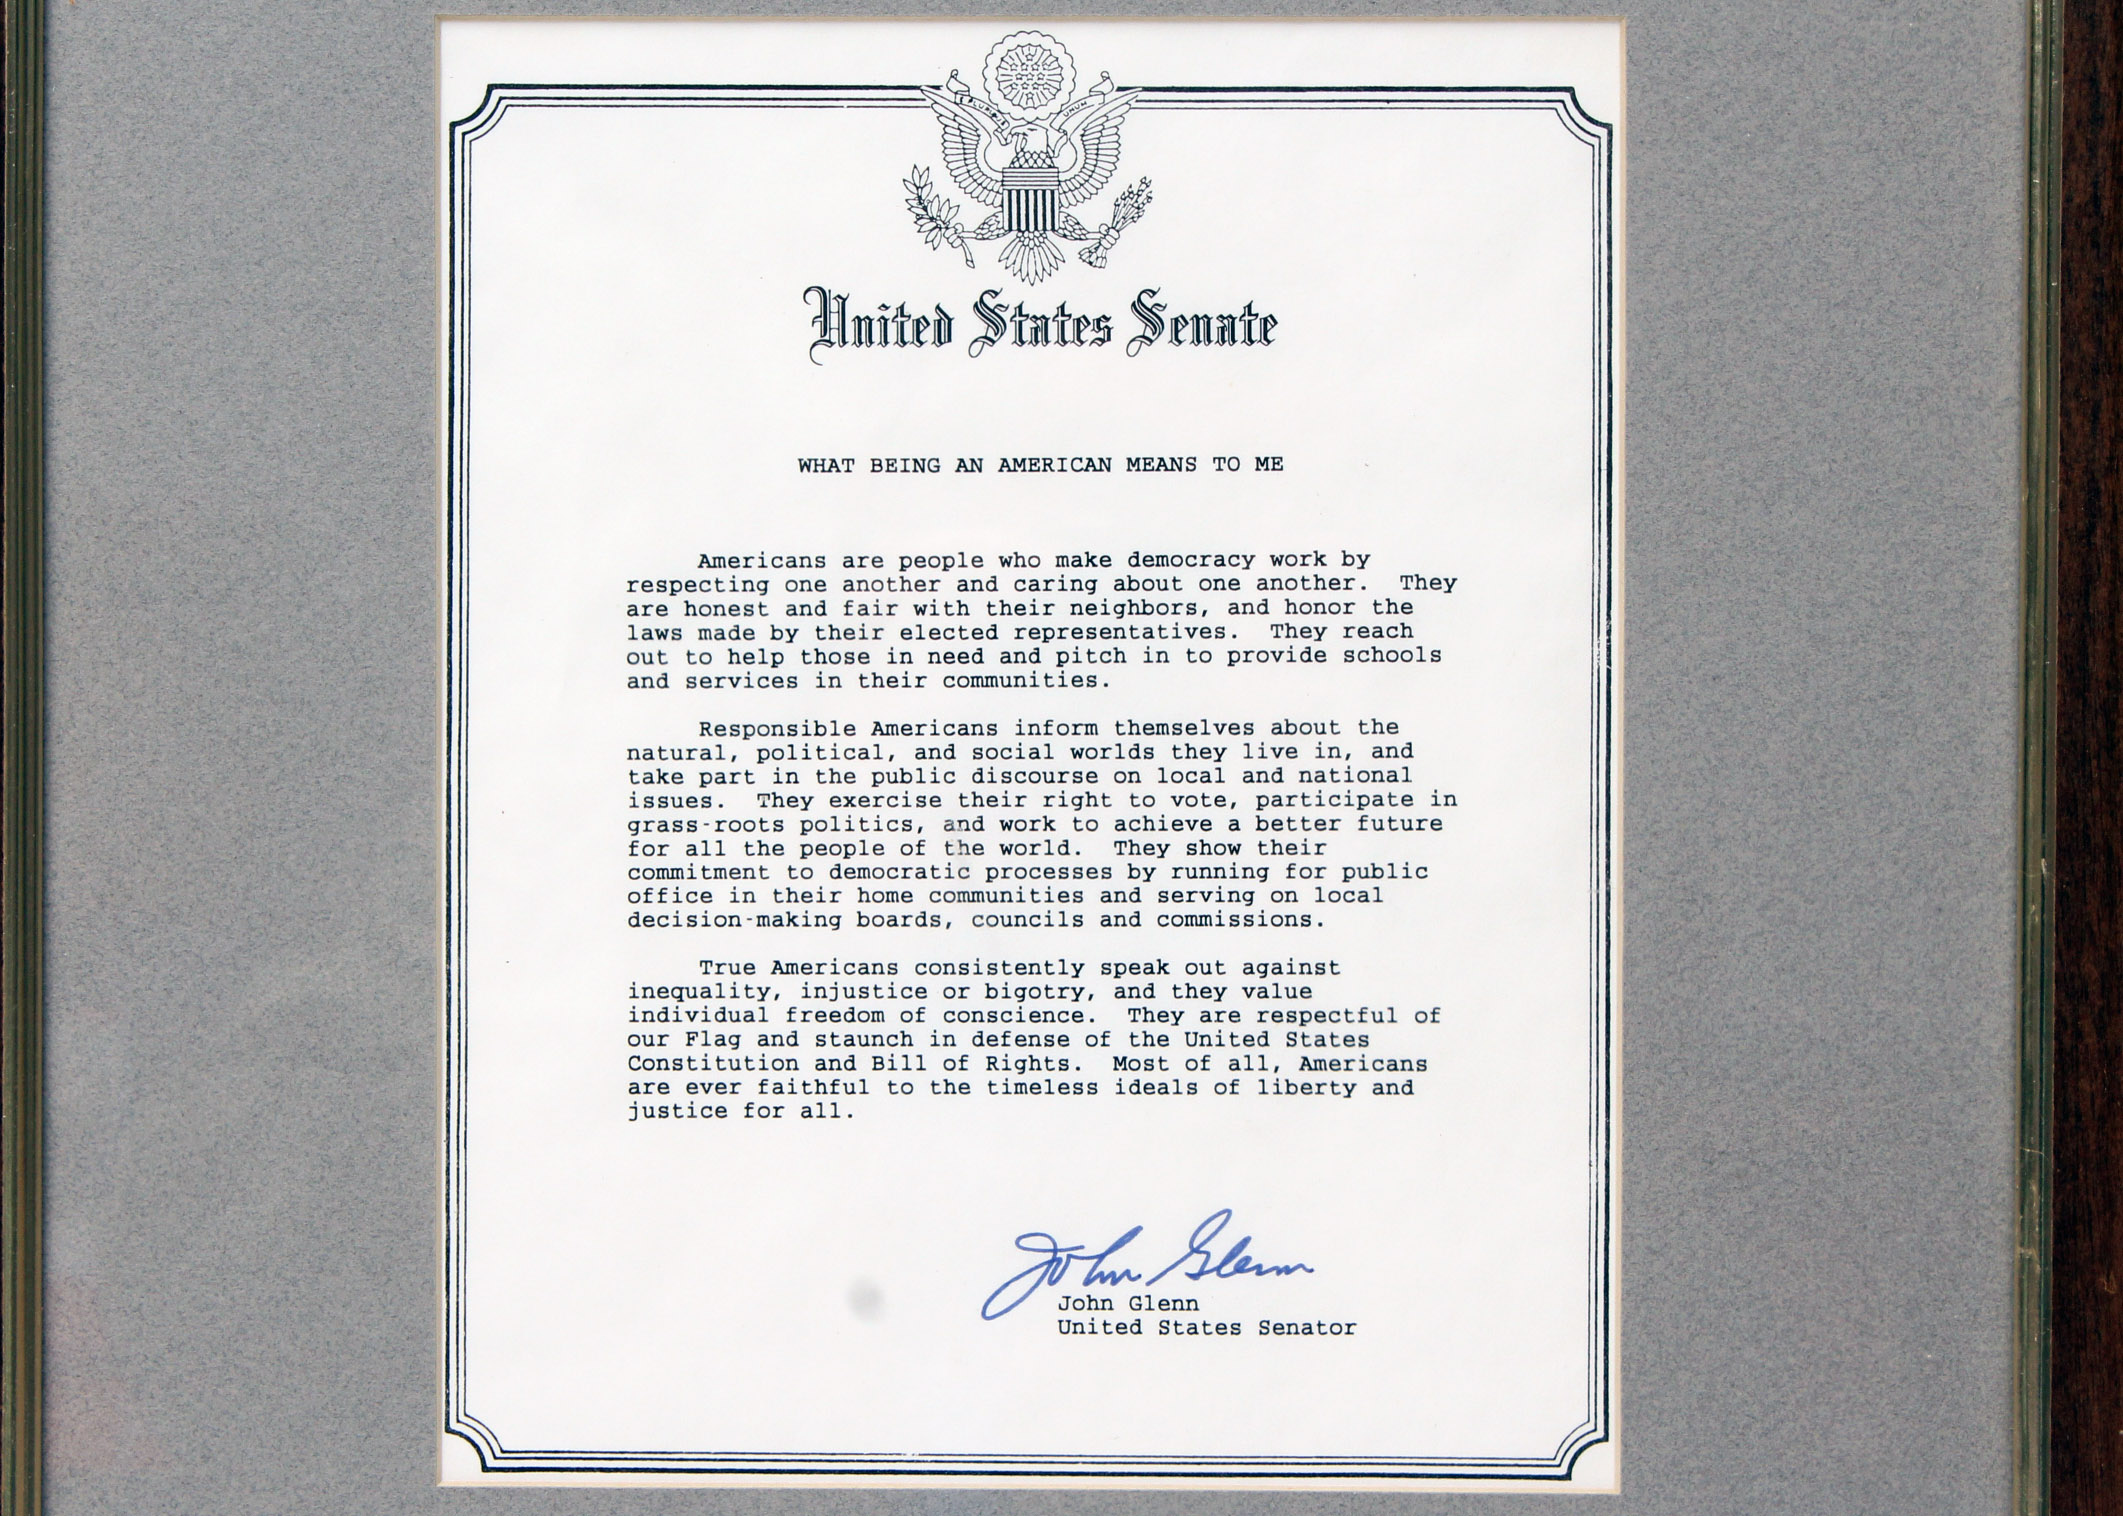 PLURIBUS UNUM
United States Senate
WHAT BEING AN AMERICAN MEANS TO ME
Americans are people who make democracy work by
respecting one another and caring about one another. They
are honest and fair with their neighbors, and honor the
laws made by their elected representatives. They reach
out to help those in need and pitch in to provide schools
and services in their communities.
Responsible Americans inform themselves about the
natural, political, and social worlds they live in, and
take part in the public discourse on local and national
issues. They exercise their right to vote, participate in
grass-roots politics, and work to achieve a better future
for all the people of the world. They show their
commitment to democratic processes by running for public
office in their home communities and serving on local
decision-making boards, councils and commissions.
True Americans consistently speak out against
inequality, injustice or bigotry, and they value
individual freedom of conscience. They are respectful of
our Flag and staunch in defense of the United States
Constitution and Bill of Rights. Most of all, Americans
are ever faithful to the timeless ideals of liberty and
justice for all.
John Glenn
John Glenn
United States Senator